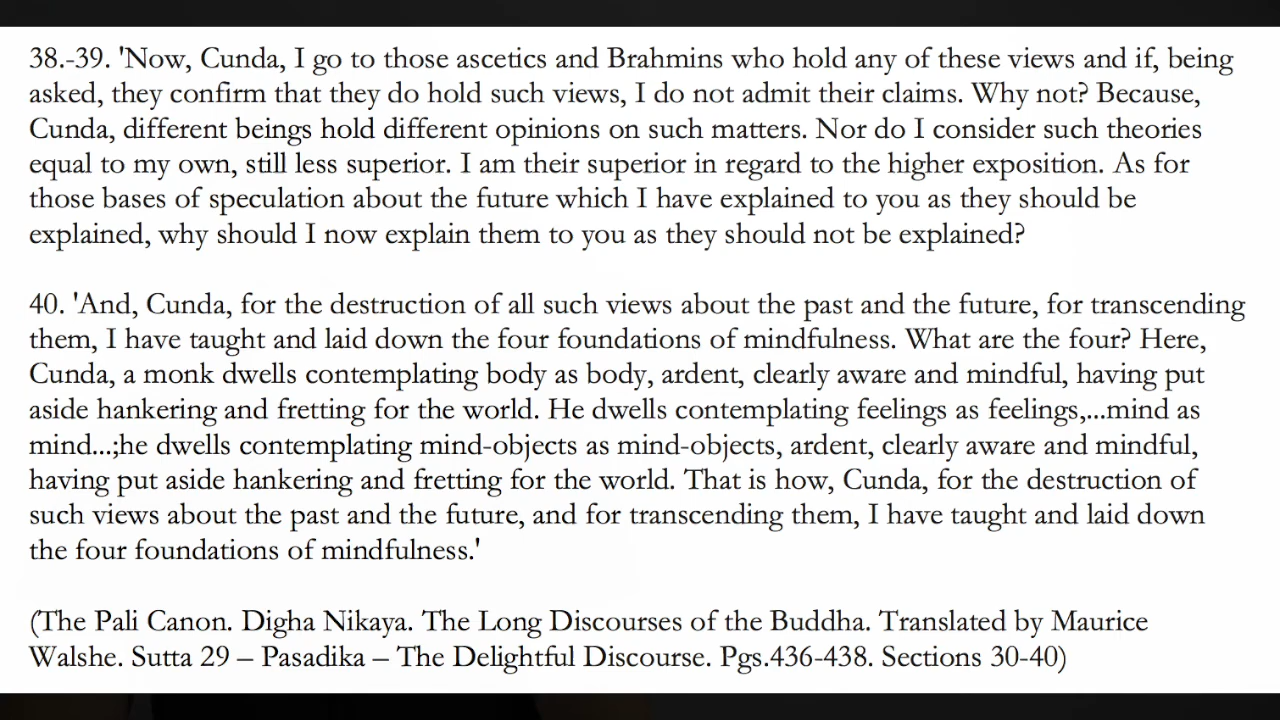 38.-39. 'Now, Cunda, I go to those ascetics and Brahmins who hold any of these views and if, being
asked, they confirm that they do hold such views, I do not admit their claims. Why not? Because,
Cunda, different beings hold different opinions on such matters. Nor do I consider such theories
equal to my own, still less superior. I am their superior in regard to the higher exposition. As for
those bases of speculation about the future which I have explained to you as they should be
explained, why should I now explain them to you as they should not be explained?
40. 'And, Cunda, for the destruction of all such views about the past and the future, for transcending
them, I have taught and laid down the four foundations of mindfulness. What are the four? Here,
Cunda, a monk dwells contemplating body as body, ardent, clearly aware and mindful, having put
aside hankering and fretting for the world. He dwells contemplating feelings as feelings,...mind as
mind...;he dwells contemplating mind-objects as mind-objects, ardent, clearly aware and mindful,
having put aside hankering and fretting for the world. That is how, Cunda, for the destruction of
such views about the past and the future, and for transcending them, I have taught and laid down
the four foundations of mindfulness.'
(The Pali Canon. Digha Nikaya. The Long Discourses of the Buddha. Translated by Maurice
Walshe. Sutta 29 – Pasadika – The Delightful Discourse. Pgs.436-438. Sections 30-40)